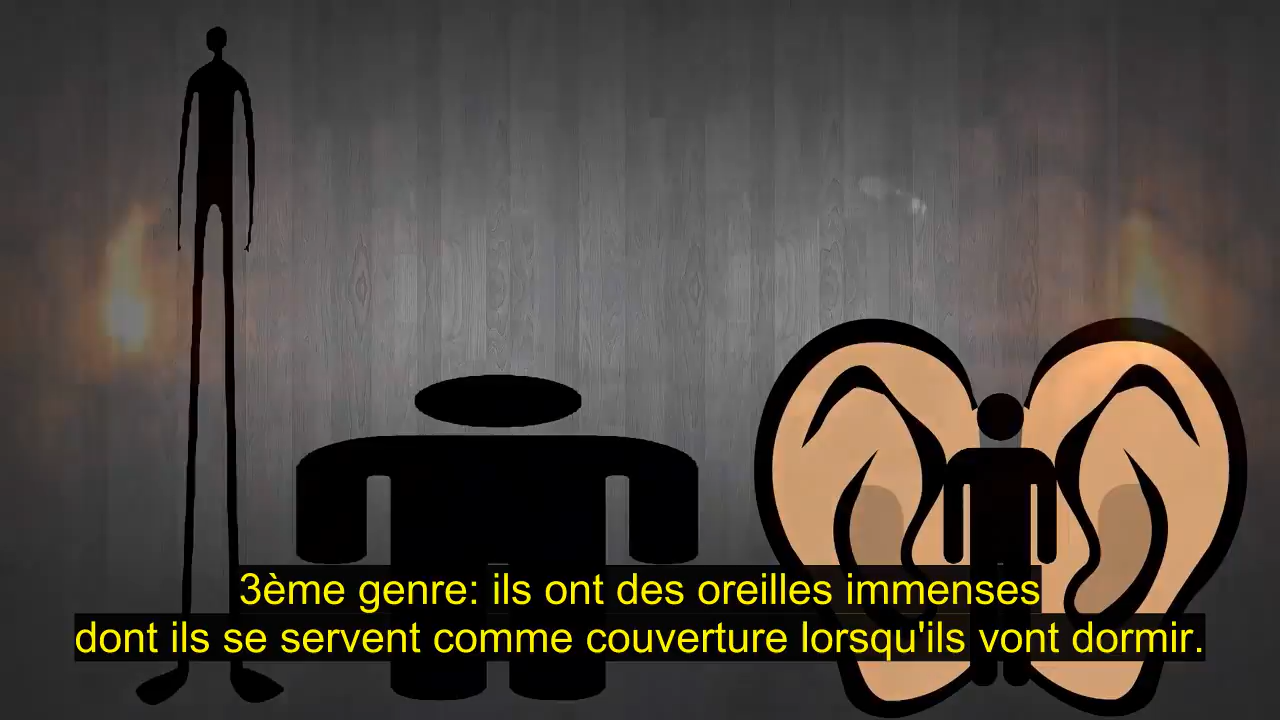 3ème genre: ils ont des oreilles immenses
dont ils se servent comme couverture lorsqu'ils vont dormir.